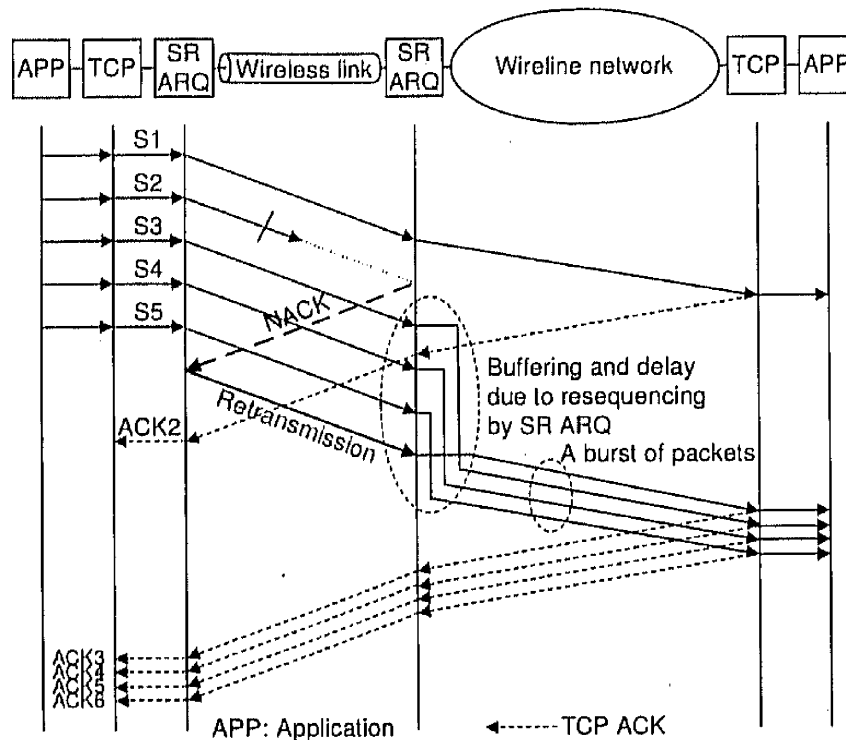 APP TCP SR ARQ Wireless link SR ARQ Wireline network TCP APP
S1
S2
S3
S4
S5
NACK
Buffering and delay
due to resequencing
by SR ARQ
Retransmission
ACK2
A burst of packets
ACK3
ACK4
ACK5
ACK6
APP: Application
TCP ACK